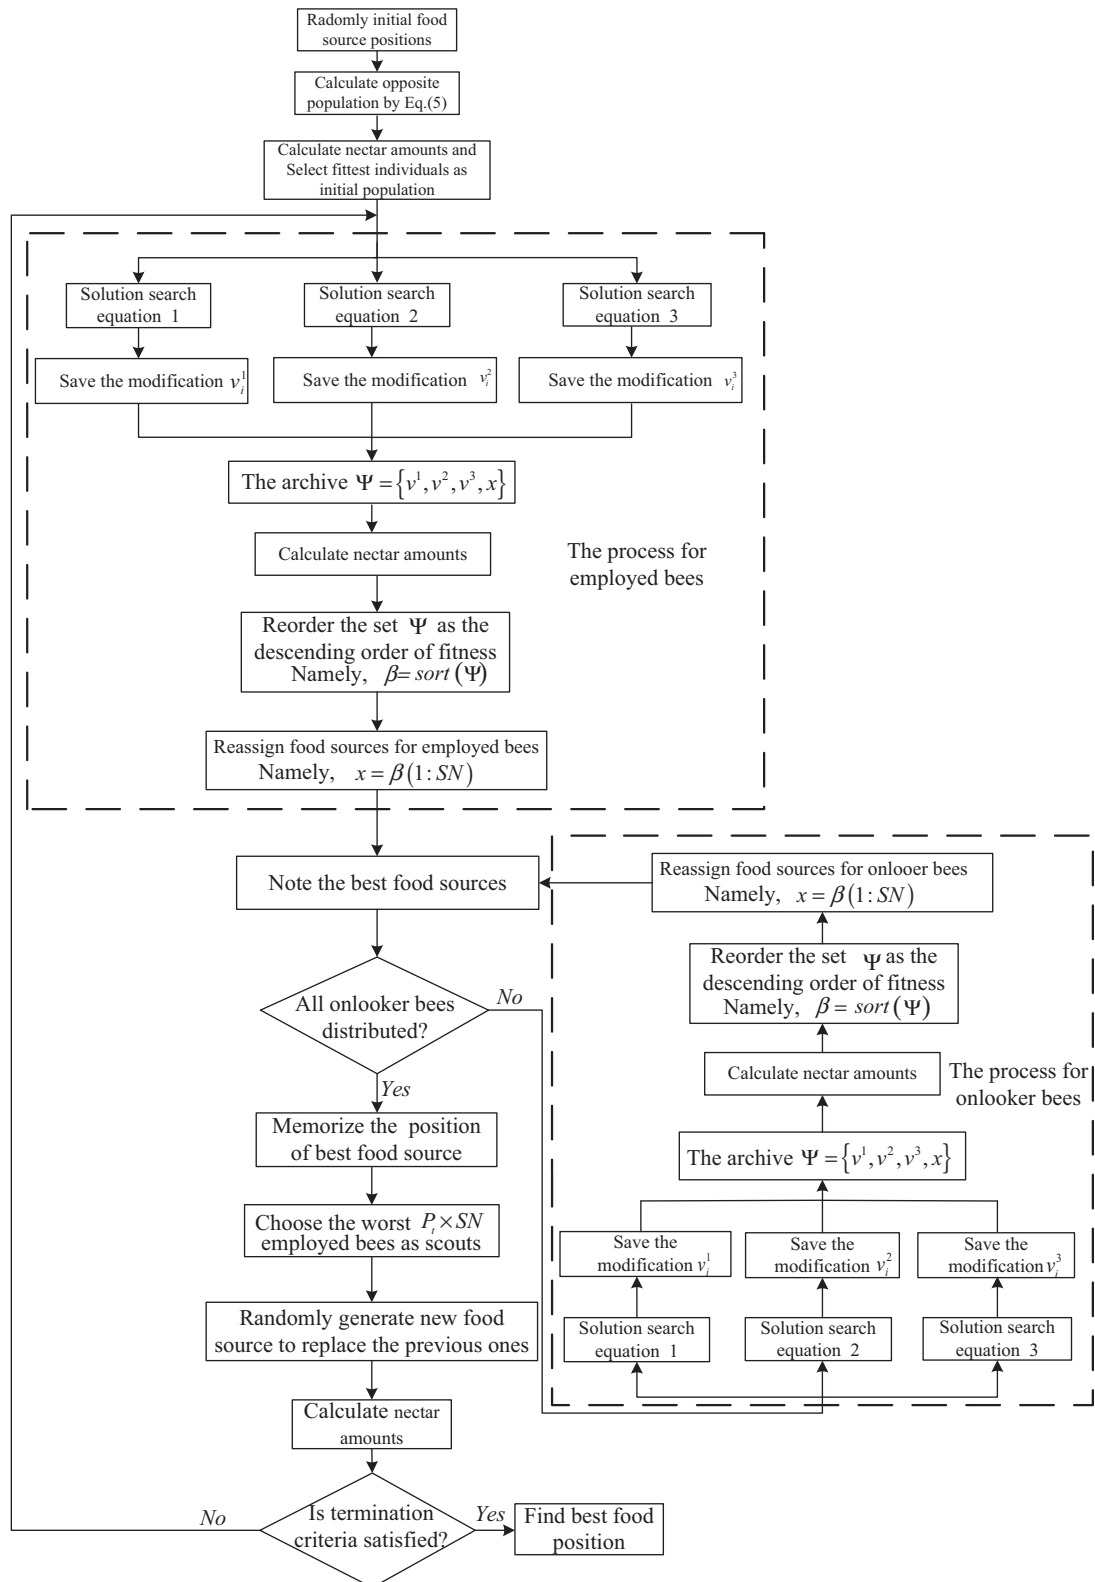 Radomly initial food
source positions
Calculate opposite
population by Eq.(5)
Calculate nectar amounts and
Select fittest individuals as
initial population
Solution search
equation 1
Solution search
equation 2
Solution search
equation 3
Save the modification $v_i^1$
Save the modification $v_i^2$
Save the modification $v_i^3$
The archive $\Psi = \{v^1, v^2, v^3, x\}$
Calculate nectar amounts
The process for
employed bees
Reorder the set Ψ as the
descending order of fitness
Namely, β= sort(Ψ)
Reassign food sources for employed bees
Namely, x = β(1:SN)
Note the best food sources
Reassign food sources for onlooer bees
Namely, x = β(1:SN)
Reorder the set Ψ as the
descending order of fitness
Namely, β = sort(Ψ)
All onlooker bees
distributed?
No
Yes
Calculate nectar amounts
The process for
onlooker bees
Memorize the position
of best food source
The archive $\Psi = \{v^1, v^2, v^3, x\}$
Choose the worst $P_t \times SN$
employed bees as scouts
Save the
modification $v_i^1$
Save the
modification $v_i^2$
Save the
modification $v_i^3$
Randomly generate new food
source to replace the previous ones
Solution search
equation 1
Solution search
equation 2
Solution search
equation 3
Calculate nectar
amounts
Is termination
criteria satisfied?
No
Yes
Find best food
position